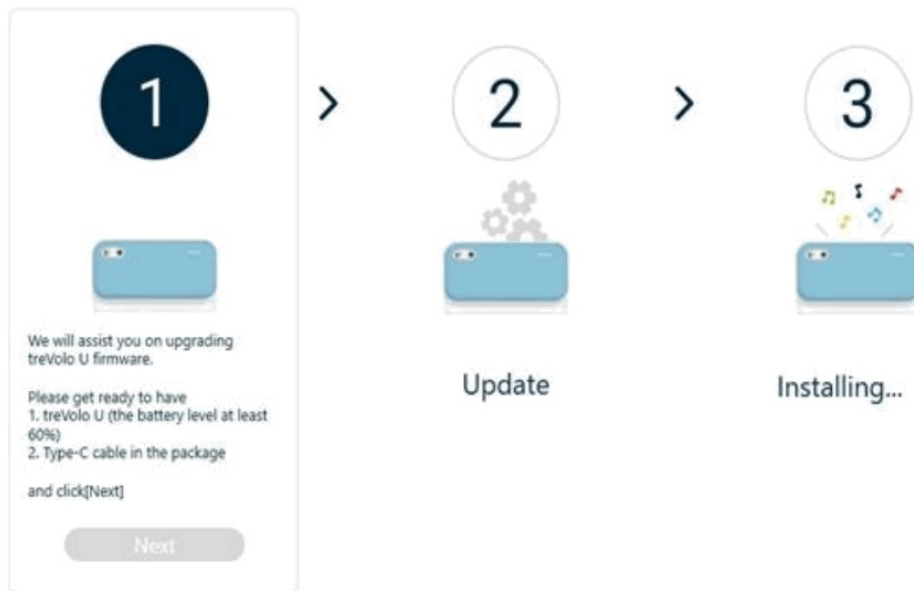 1
We will assist you on upgrading
treVolo U firmware.
Please get ready to have
1. treVolo U (the battery level at least
60%)
2. Type-C cable in the package
and click[Next]
Next
2
Update
3
Installing...